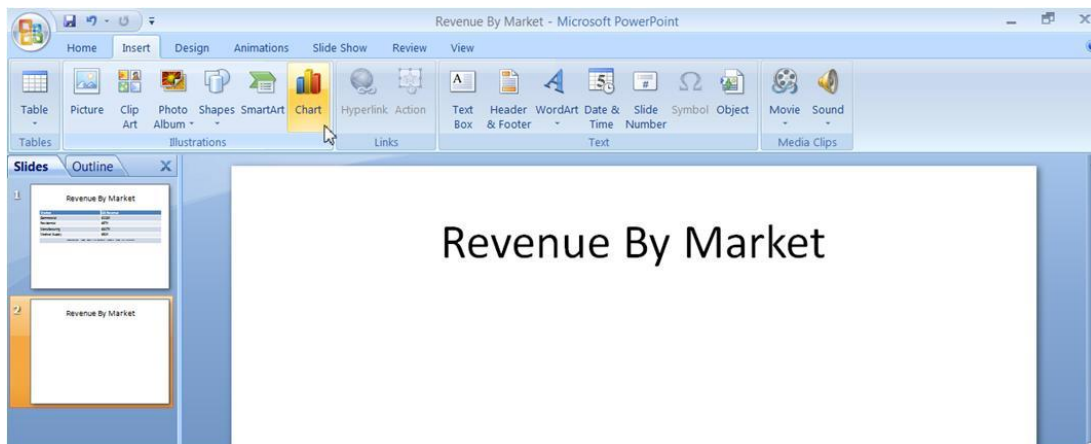 Revenue By Market - Microsoft PowerPoint
Home Insert Design Animations Slide Show Review View
Table Picture Clip Art Photo Album Shapes SmartArt Chart Hyperlink Action Text Box Header & Footer WordArt Date & Time Slide Number Symbol Object Movie Sound
Tables Illustrations Links Text Media Clips
Slides Outline X
1
Revenue By Market
2
Revenue By Market
Revenue By Market